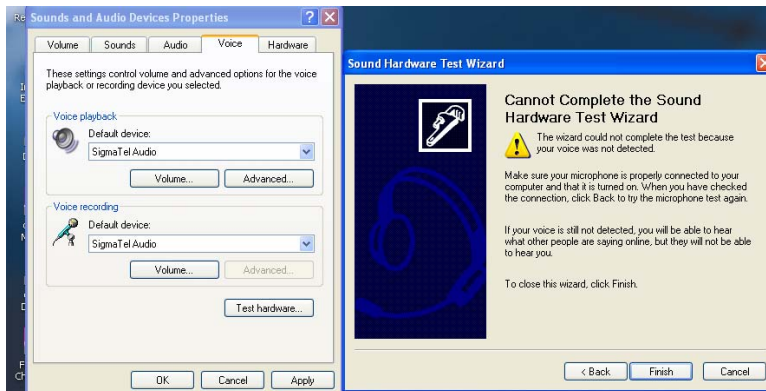 Sounds and Audio Devices Properties
Volume
Sounds
Audio
Voice
Hardware
These settings control volume and advanced options for the voice
playback or recording device you selected.
Voice playback
Default device:
SigmaTel Audio
Volume...
Advanced...
Voice recording
Default device:
SigmaTel Audio
Volume...
Advanced...
Test hardware...
OK
Cancel
Apply
Sound Hardware Test Wizard
Cannot Complete the Sound
Hardware Test Wizard
The wizard could not complete the test because
your voice was not detected.
Make sure your microphone is properly connected to your
computer and that it is turned on. When you have checked
the connection, click Back to try the microphone test again.
If your voice is still not detected, you will be able to hear
what other people are saying online, but they will not be able
to hear you.
To close this wizard, click Finish.
< Back
Finish
Cancel